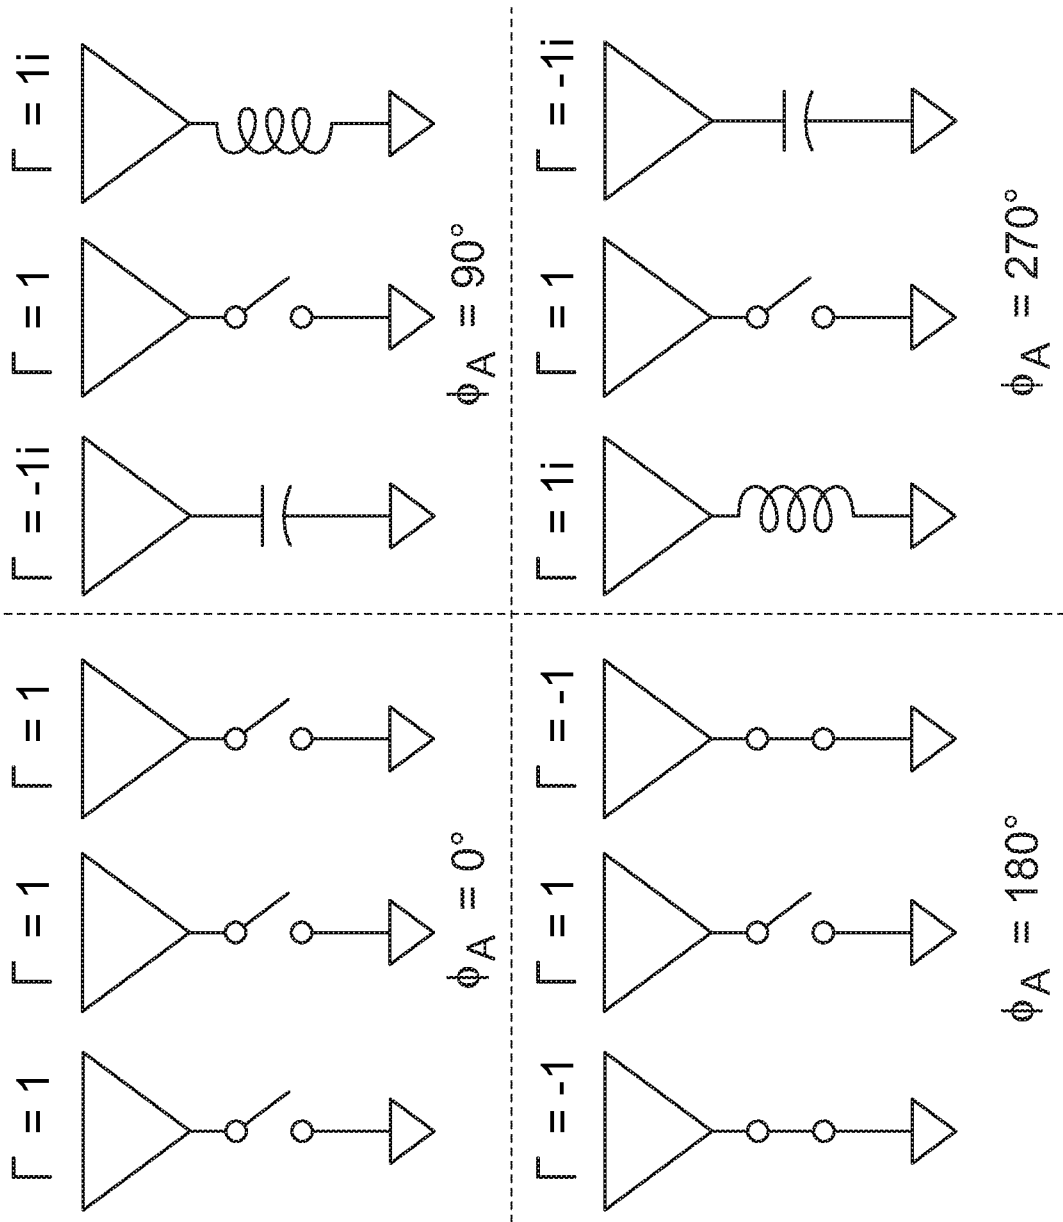 Γ = 1 Γ = 1 Γ = 1 Γ = -1i Γ = 1 Γ = 1i
ϕA = 0° ϕA = 90°
Γ = -1 Γ = 1 Γ = -1 Γ = 1i Γ = 1 Γ = -1i
ϕA = 180° ϕA = 270°